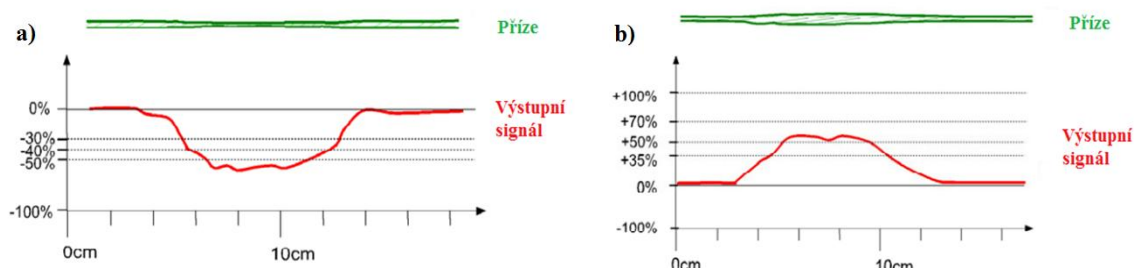 a)
Příze
0%
-30%
-40%
-50%
-100%
Výstupní
signál
0cm
10cm
b)
Příze
+100%
+70%
+50%
+35%
0%
-100%
Výstupní
signál
0cm
10cm